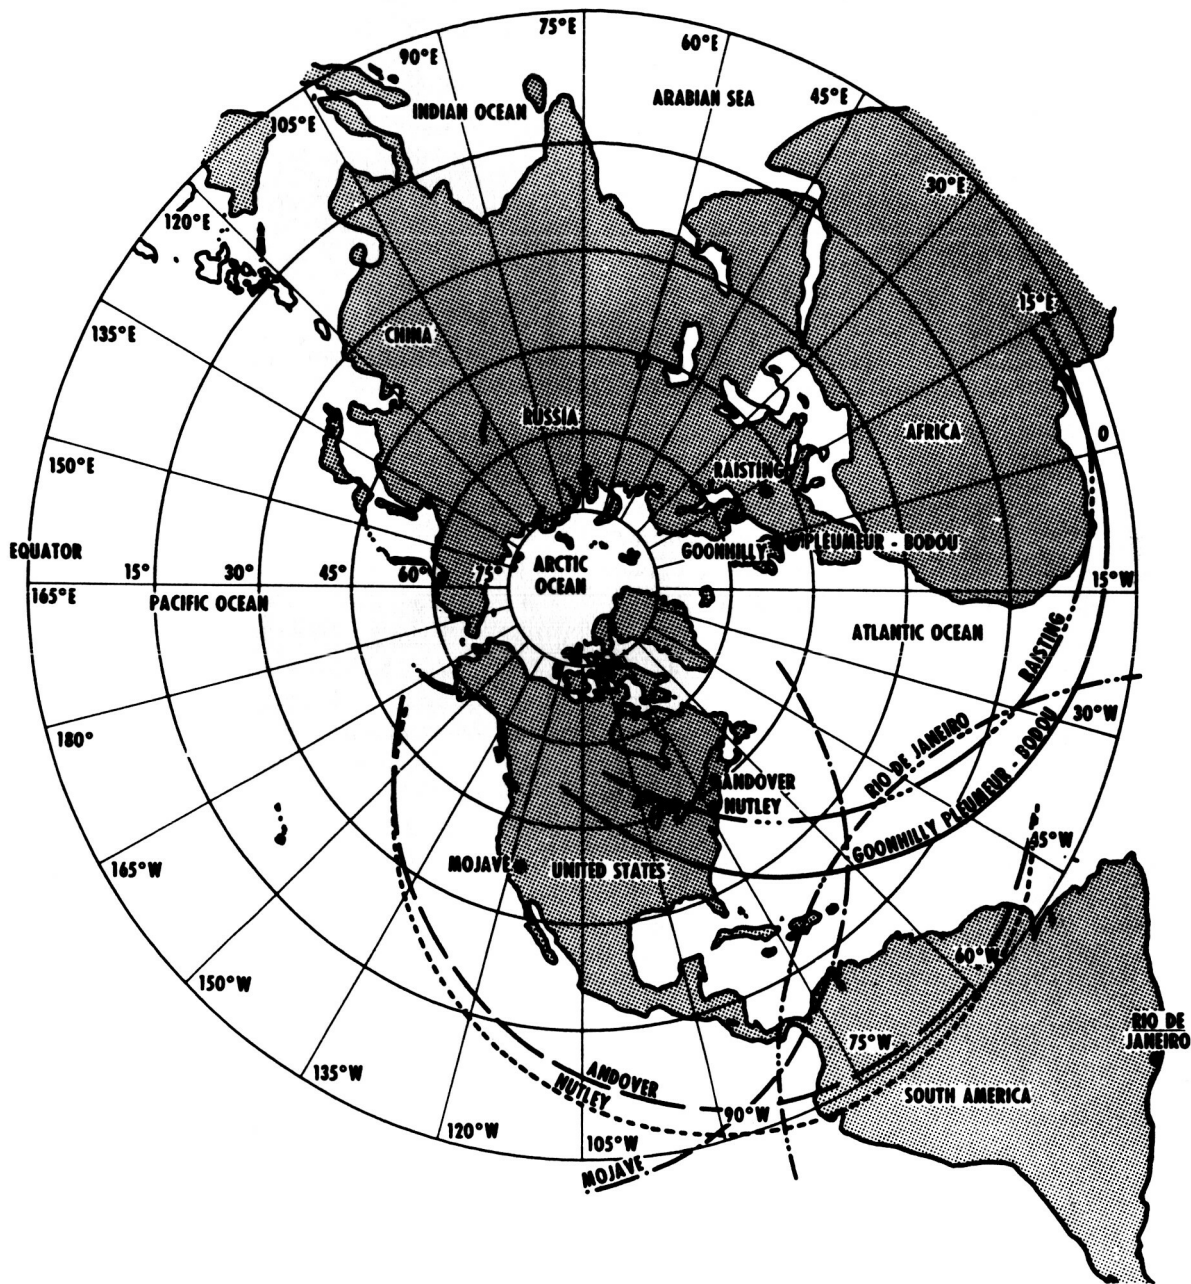 75°E
60°E
90°E
ARABIAN SEA
45°E
INDIAN OCEAN
105°E
30°E
120°E
15°E
135°E
CHINA
RUSSIA
AFRICA
0
150°E
RAISTING
EQUATOR
GOONHILLY
PLEUMEUR - BODOU
ARCTIC
OCEAN
15°
30°
45°
60°
75°
15°W
165°E
PACIFIC OCEAN
ATLANTIC OCEAN
RAISTING
30°W
180°
RIO DE JANEIRO
GOONHILLY PLEUMEUR - BODOU
ANDOVER
NUTLEY
45°W
165°W
MOJAVE
UNITED STATES
60°W
150°W
RIO DE
JANEIRO
75°W
135°W
ANDOVER
NUTLEY
SOUTH AMERICA
90°W
120°W
105°W
MOJAVE